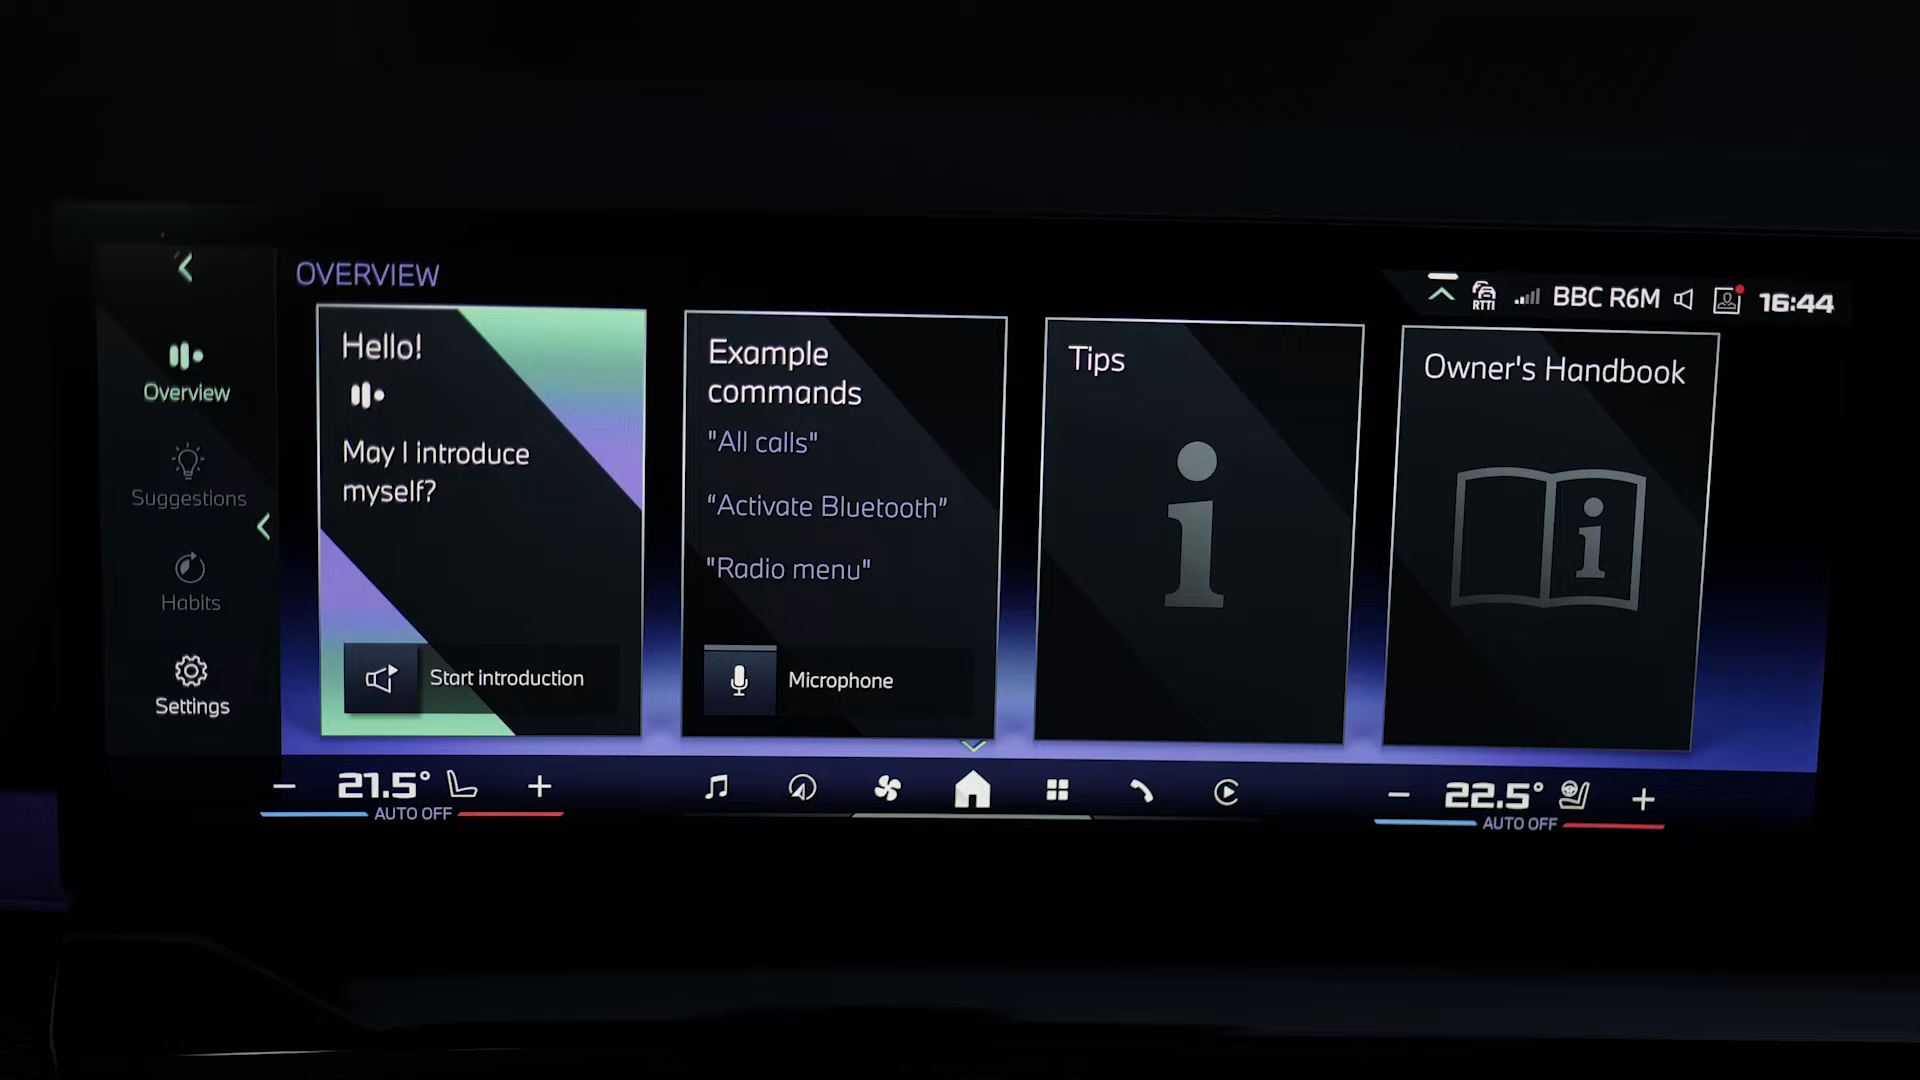 OVERVIEW
RTTI
BBC R6M
16:44
Overview
Suggestions
Habits
Settings
Hello!
May I introduce
myself?
Start introduction
Example
commands
"All calls"
“Activate Bluetooth”
"Radio menu"
Microphone
Tips
Owner's Handbook
− 21.5° +
AUTO OFF
− 22.5° +
AUTO OFF